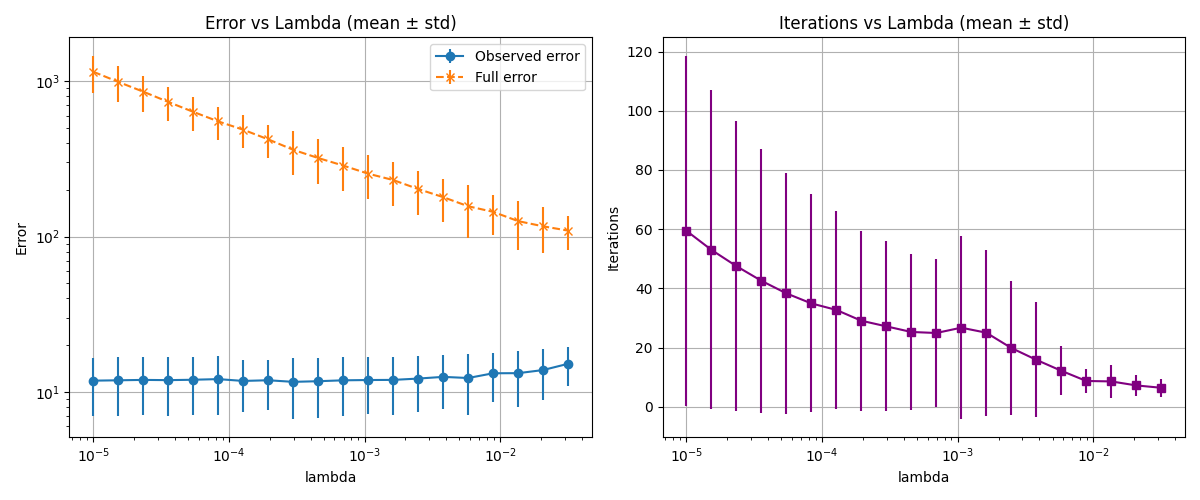 Error vs Lambda (mean ± std)
Observed error
Full error
Error
10³
10²
10¹
10⁻⁵
10⁻⁴
10⁻³
10⁻²
lambda
Iterations vs Lambda (mean ± std)
Iterations
120
100
80
60
40
20
0
10⁻⁵
10⁻⁴
10⁻³
10⁻²
lambda